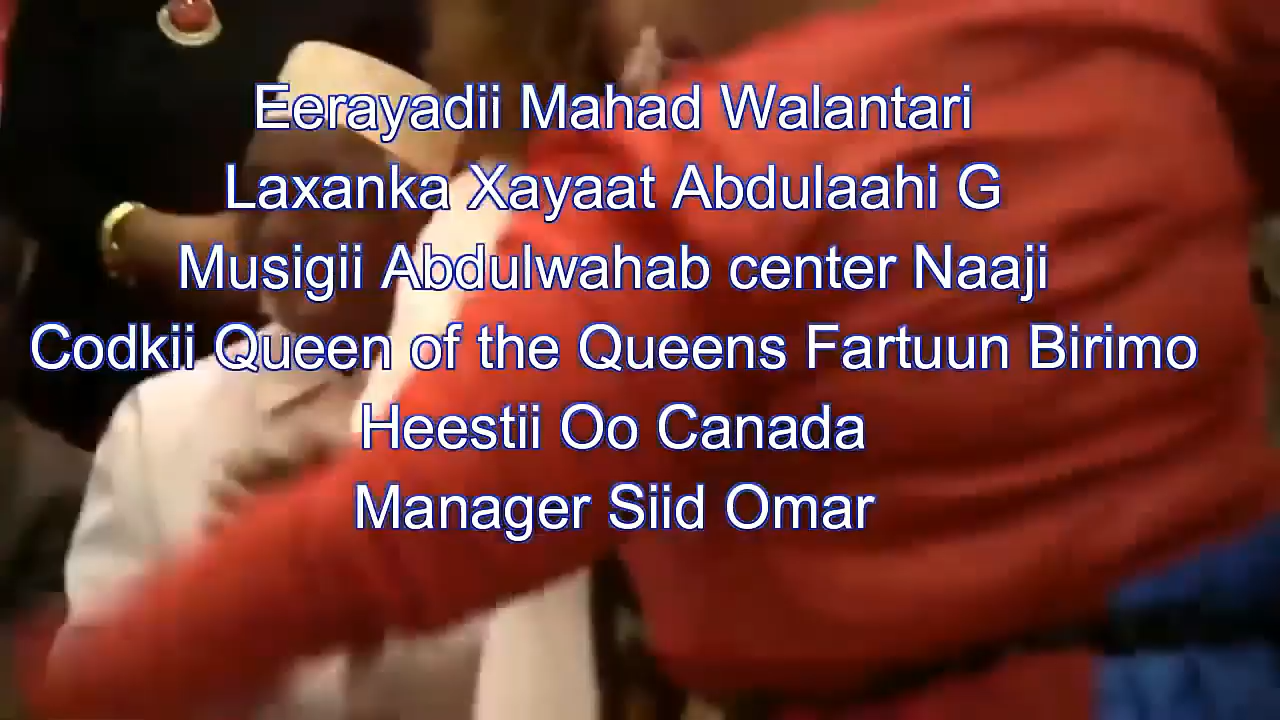 Eerayadii Mahad Walantari
Laxanka Xayaat Abdulaahi G
Musigii Abdulwahab center Naaji
Codkii Queen of the Queens Fartuun Birimo
Heestii Oo Canada
Manager Siid Omar